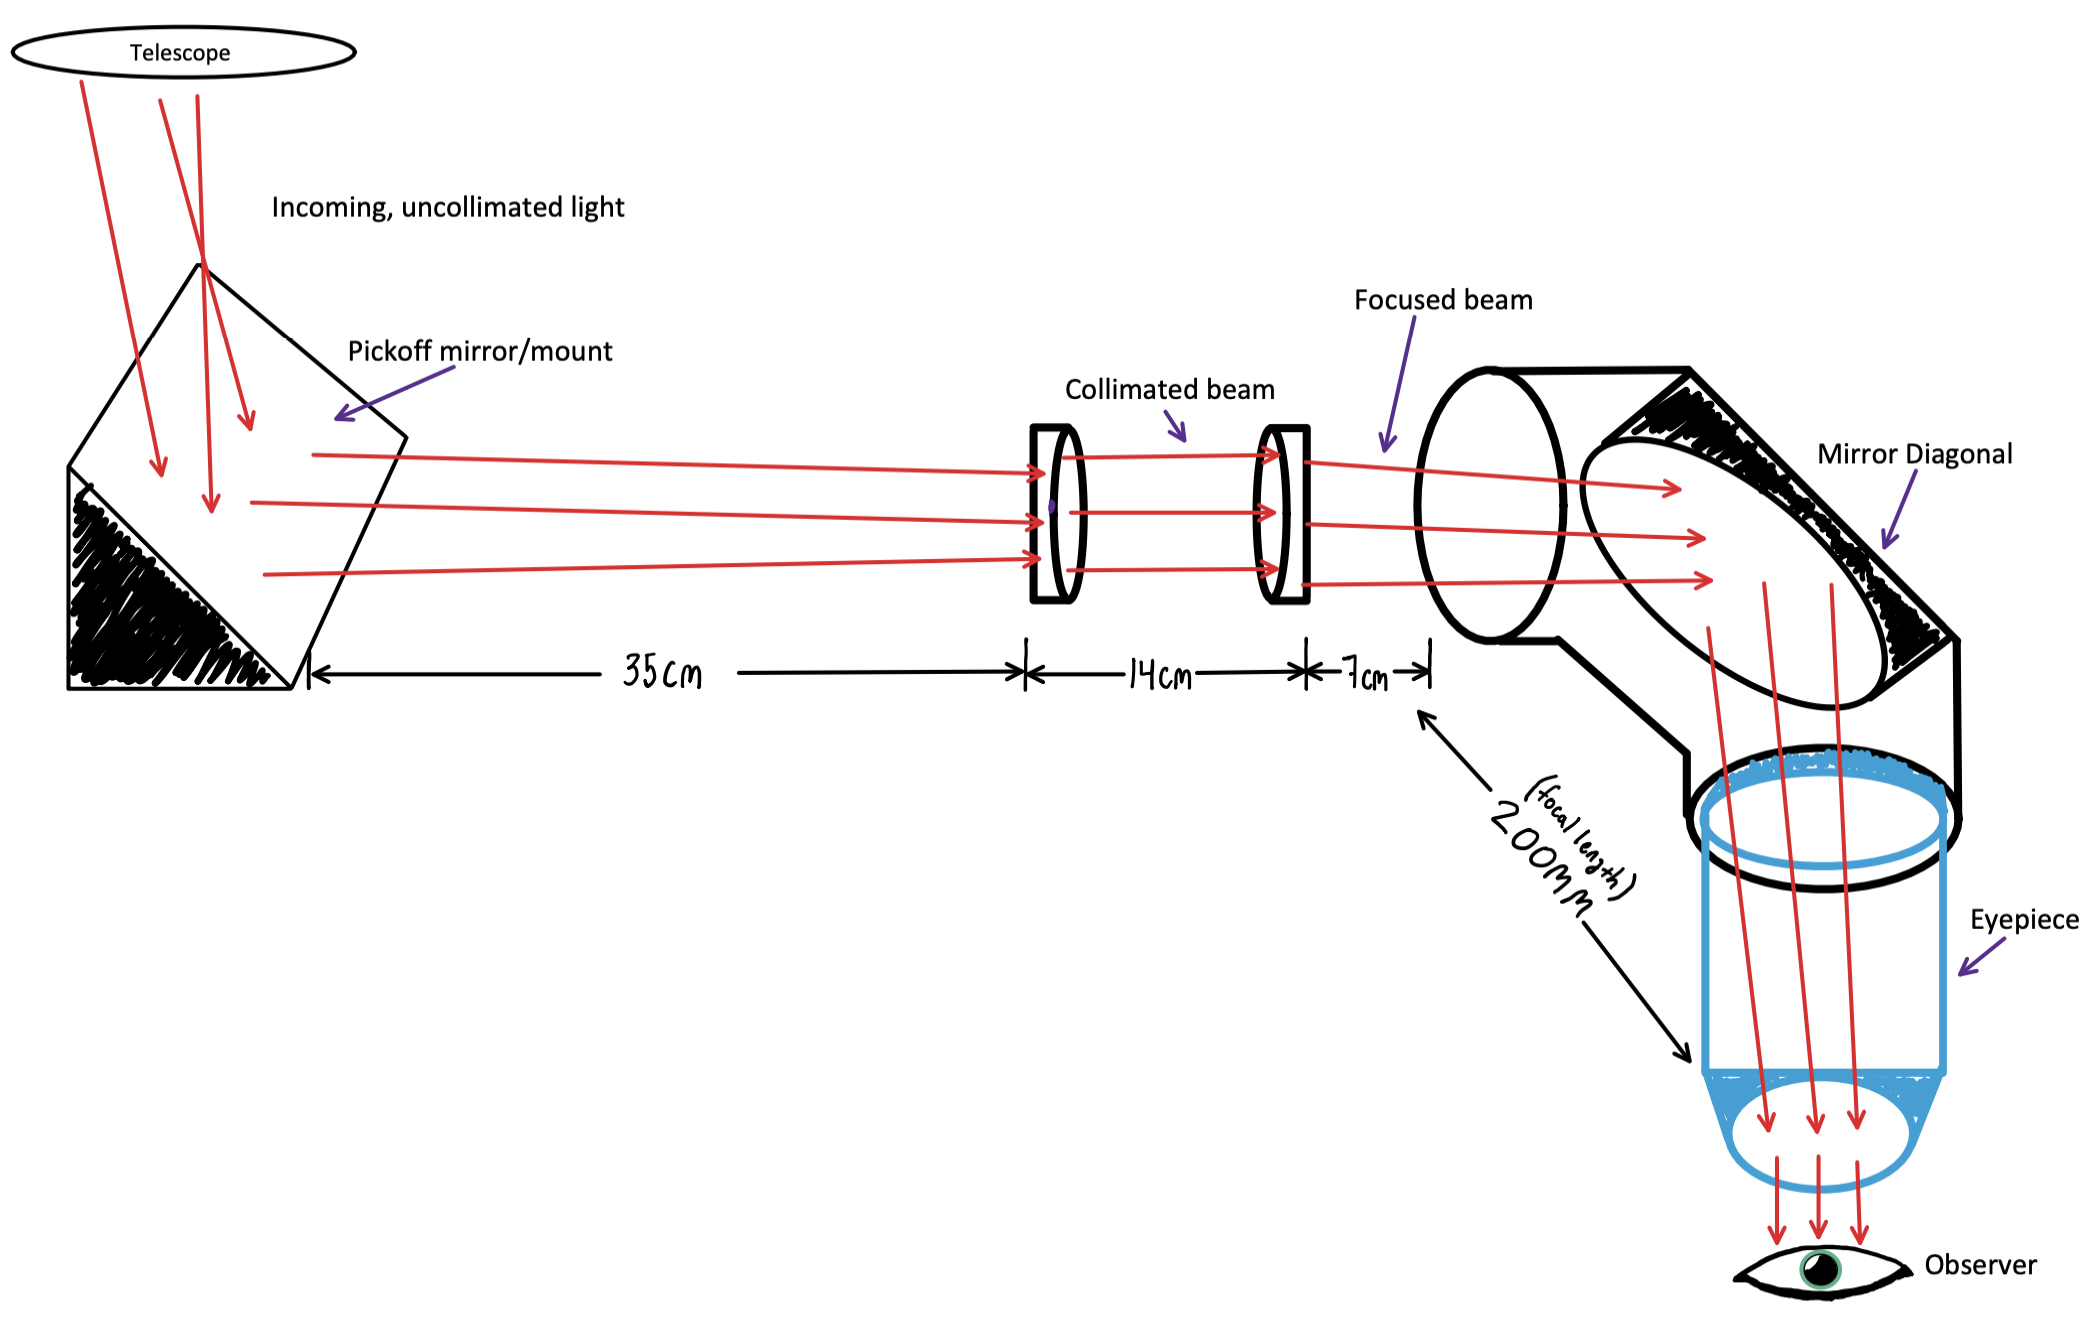 Telescope
Incoming, uncollimated light
Pickoff mirror/mount
Focused beam
Collimated beam
Mirror Diagonal
35cm
14cm
7cm
(focal length)
200mm
Eyepiece
Observer